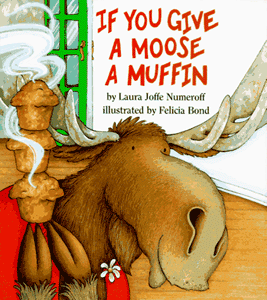 IF YOU GIVE
A MOOSE
A MUFFIN
by Laura Joffe Numeroff
illustrated by Felicia Bond